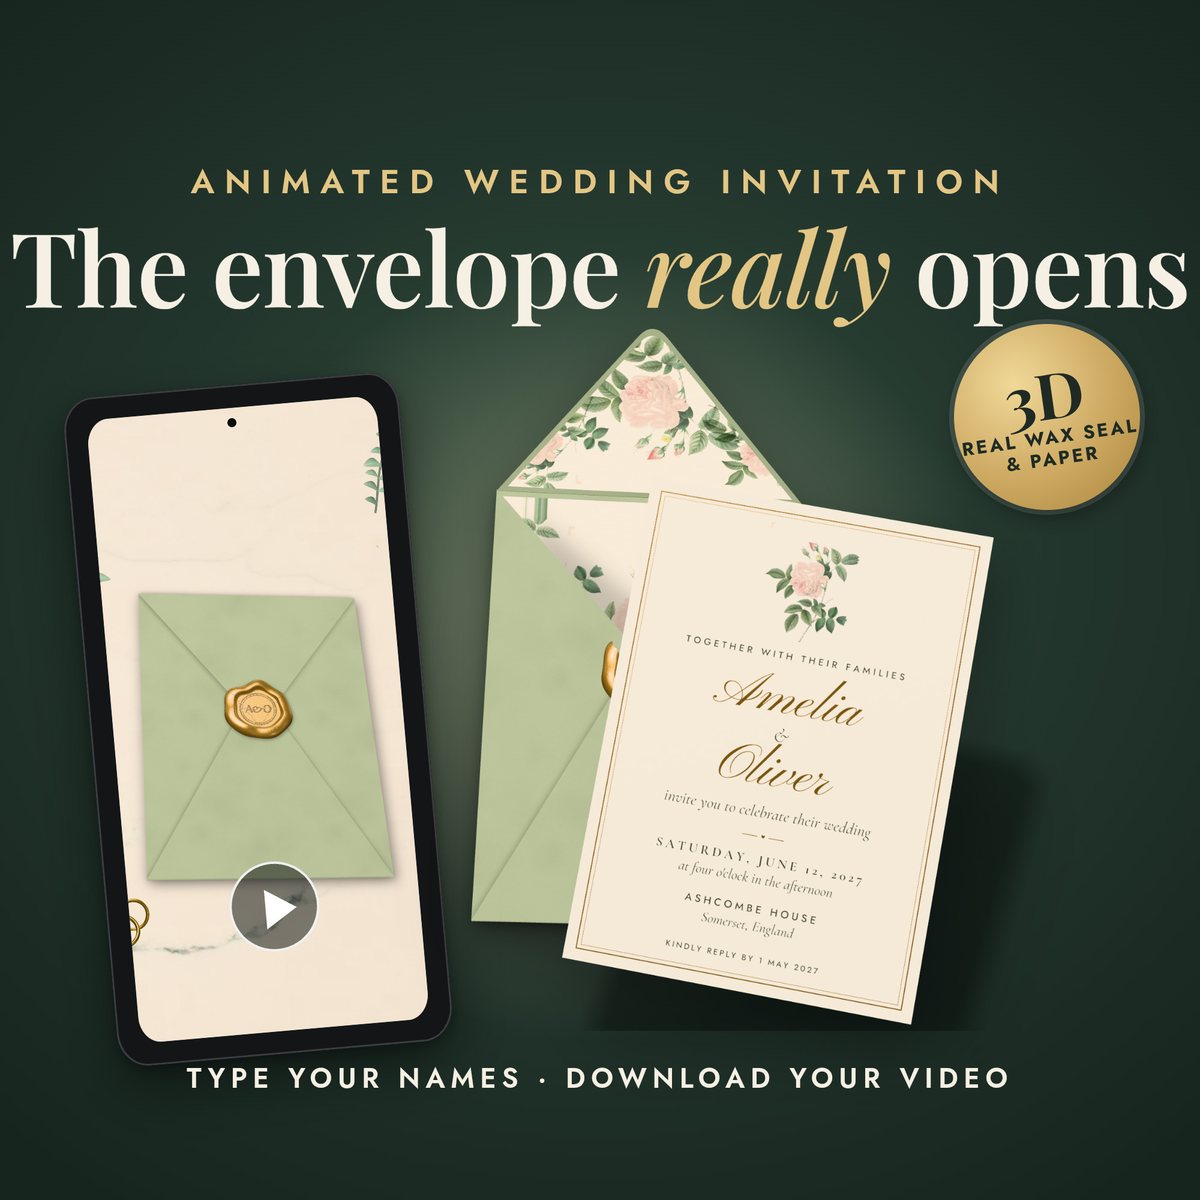 ANIMATED WEDDING INVITATION
The envelope really opens
3D
REAL WAX SEAL
& PAPER
A&O
TOGETHER WITH THEIR FAMILIES
Amelia
&
Oliver
invite you to celebrate their wedding
SATURDAY, JUNE 12, 2027
at four o'clock in the afternoon
ASHCOMBE HOUSE
Somerset, England
KINDLY REPLY BY 1 MAY 2027
TYPE YOUR NAMES · DOWNLOAD YOUR VIDEO